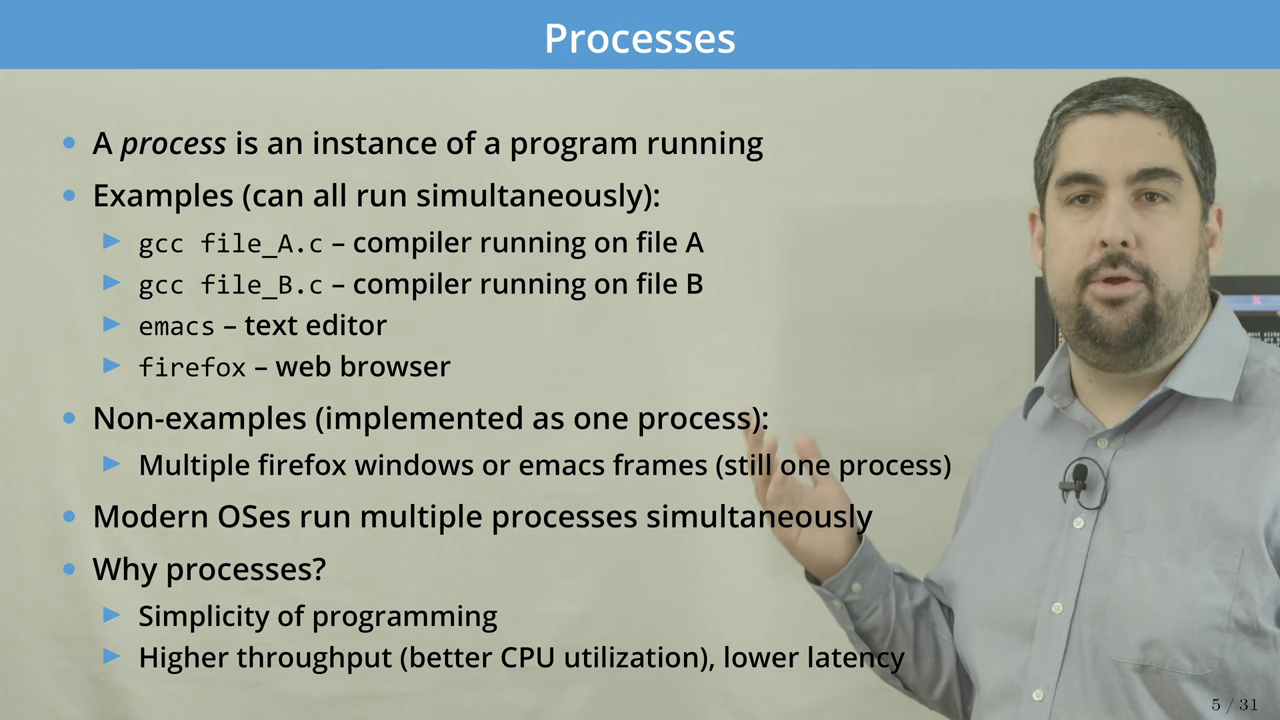 Processes
A process is an instance of a program running
Examples (can all run simultaneously):
gcc file_A.c – compiler running on file A
gcc file_B.c – compiler running on file B
emacs – text editor
firefox – web browser
Non-examples (implemented as one process):
Multiple firefox windows or emacs frames (still one process)
Modern OSes run multiple processes simultaneously
Why processes?
Simplicity of programming
Higher throughput (better CPU utilization), lower latency
5 / 31